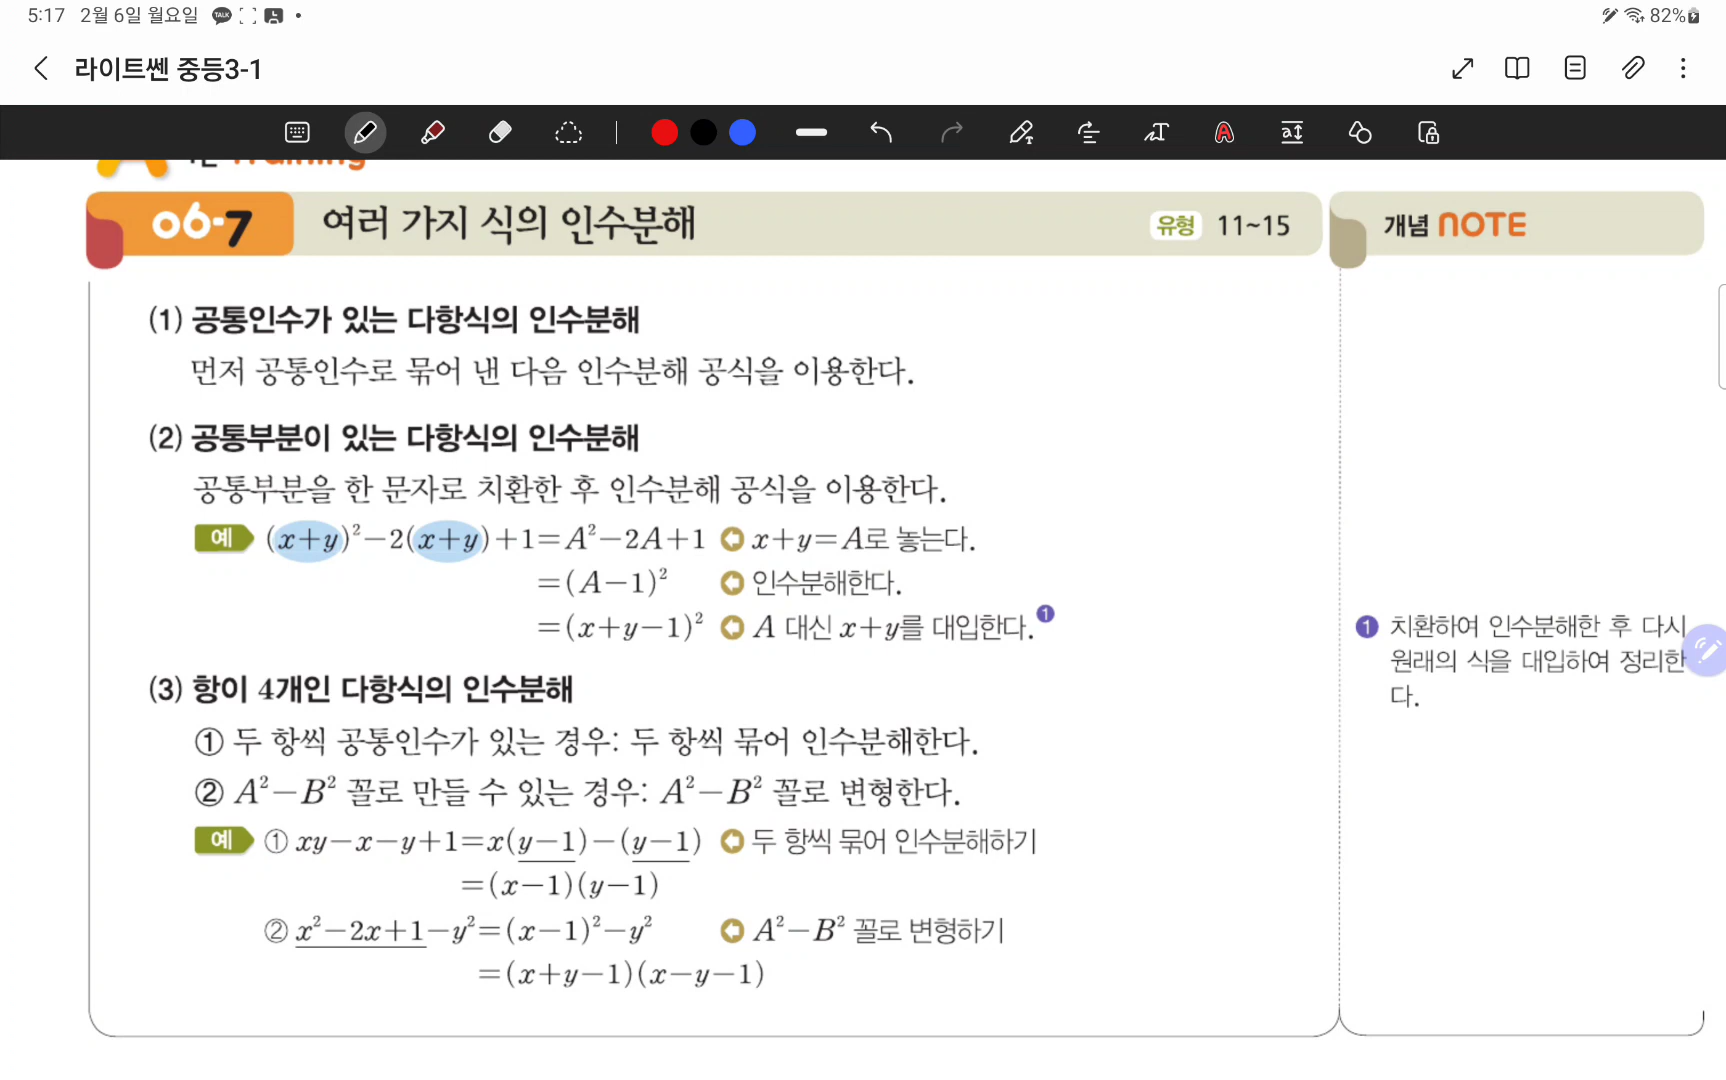 5:17 2월 6일 월요일 TALK
82%
라이트쎈 중등3-1
Training
06-7 여러 가지 식의 인수분해 유형 11~15
개념 NOTE
(1) 공통인수가 있는 다항식의 인수분해
먼저 공통인수로 묶어 낸 다음 인수분해 공식을 이용한다.
(2) 공통부분이 있는 다항식의 인수분해
공통부분을 한 문자로 치환한 후 인수분해 공식을 이용한다.
예 (x+y)²-2(x+y)+1=A²-2A+1 x+y=A로 놓는다.
=(A-1)² 인수분해한다.
=(x+y-1)² A 대신 x+y를 대입한다.❶
(3) 항이 4개인 다항식의 인수분해
① 두 항씩 공통인수가 있는 경우: 두 항씩 묶어 인수분해한다.
② A²-B² 꼴로 만들 수 있는 경우: A²-B² 꼴로 변형한다.
예 ① xy-x-y+1=x(y-1)-(y-1) 두 항씩 묶어 인수분해하기
=(x-1)(y-1)
② x²-2x+1-y²=(x-1)²-y² A²-B² 꼴로 변형하기
=(x+y-1)(x-y-1)
❶ 치환하여 인수분해한 후 다시
원래의 식을 대입하여 정리한
다.